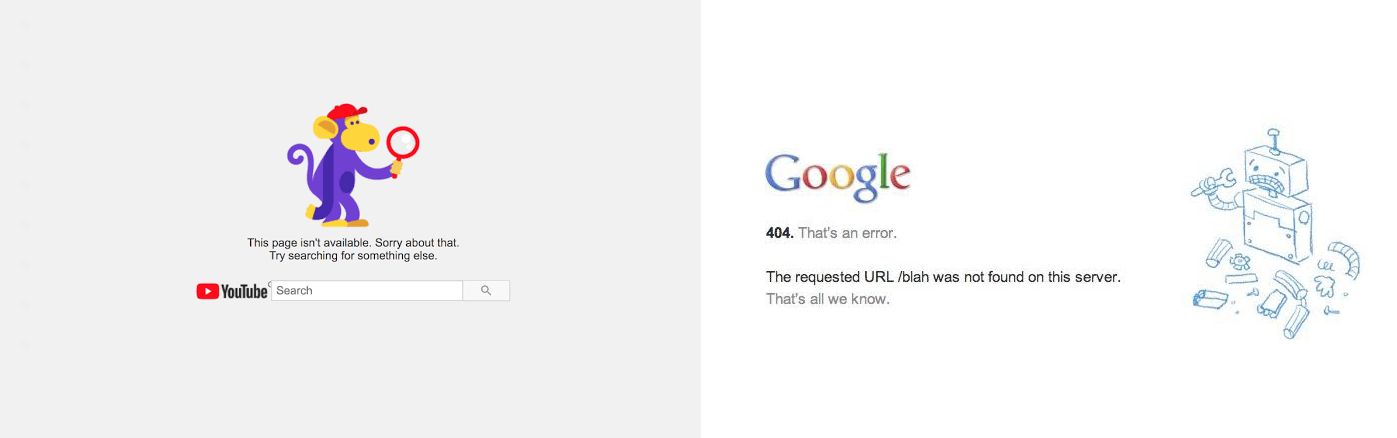 This page isn't available. Sorry about that.
Try searching for something else.
YouTube Search
Google
404. That's an error.
The requested URL /blah was not found on this server.
That's all we know.